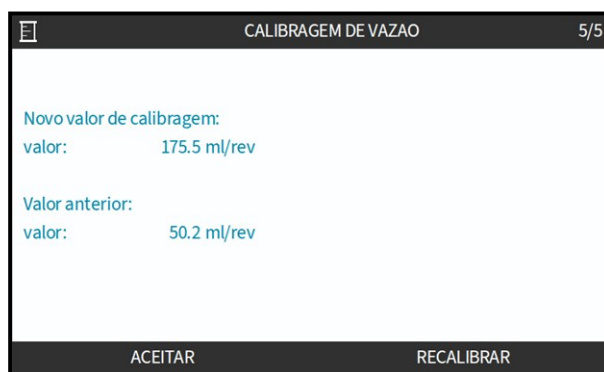 CALIBRAGEM DE VAZAO 5/5
Novo valor de calibragem:
valor: 175.5 ml/rev
Valor anterior:
valor: 50.2 ml/rev
ACEITAR RECALIBRAR